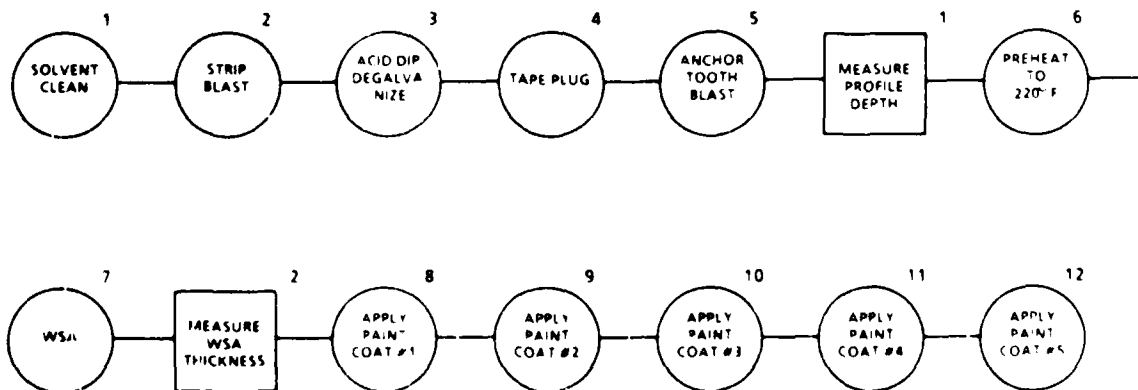 1 2 3 4 5 1 6
SOLVENT
CLEAN
STRIP
BLAST
ACID DIP
DEGALVA
NIZE
TAPE PLUG
ANCHOR
TOOTH
BLAST
MEASURE
PROFILE
DEPTH
PREHEAT
TO
220°F
7 2 8 9 10 11 12
WSA
MEASURE
WSA
THICKNESS
APPLY
PAINT
COAT #1
APPLY
PAINT
COAT #2
APPLY
PAINT
COAT #3
APPLY
PAINT
COAT #4
APPLY
PAINT
COAT #5